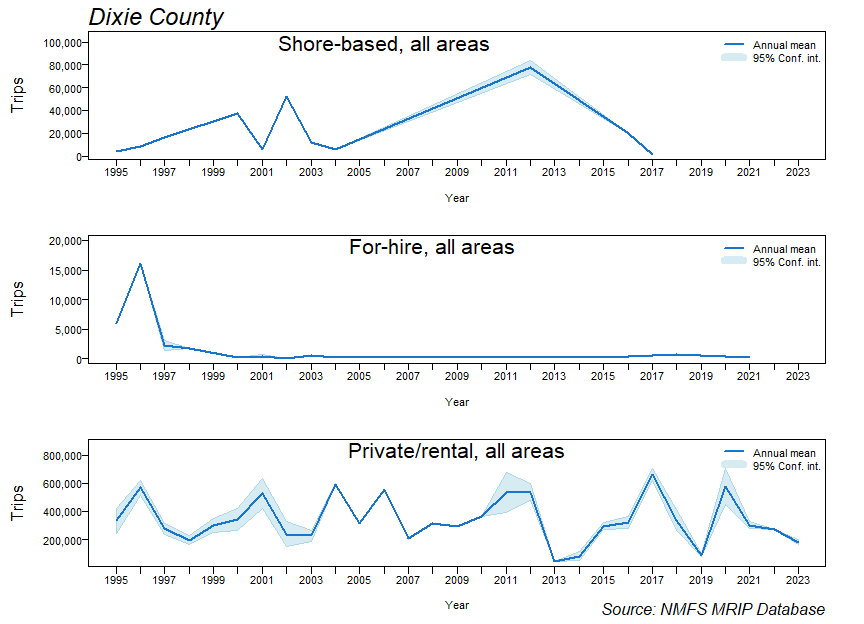 Dixie County
Shore-based, all areas
Annual mean
95% Conf. int.
Trips
100,000
80,000
60,000
40,000
20,000
0
1995 1997 1999 2001 2003 2005 2007 2009 2011 2013 2015 2017 2019 2021 2023
Year
For-hire, all areas
Annual mean
95% Conf. int.
Trips
20,000
15,000
10,000
5,000
0
1995 1997 1999 2001 2003 2005 2007 2009 2011 2013 2015 2017 2019 2021 2023
Year
Private/rental, all areas
Annual mean
95% Conf. int.
Trips
800,000
600,000
400,000
200,000
1995 1997 1999 2001 2003 2005 2007 2009 2011 2013 2015 2017 2019 2021 2023
Year
Source: NMFS MRIP Database